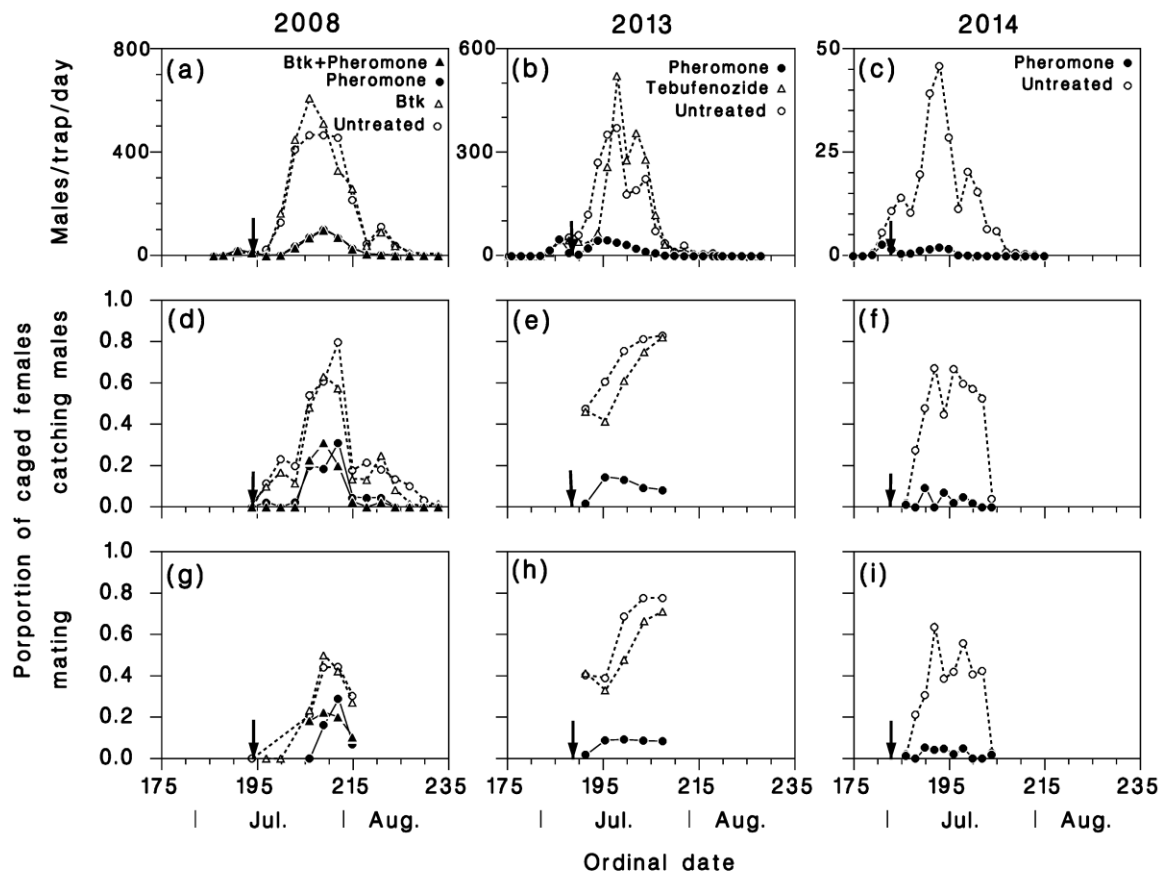 2008 2013 2014
Males/trap/day
800
400
0
(a)
Btk+Pheromone
Pheromone
Btk
Untreated
600
300
0
(b)
Pheromone
Tebufenozide
Untreated
50
25
0
(c)
Pheromone
Untreated
Porportion of caged females
catching males
mating
1.0
0.8
0.6
0.4
0.2
0.0
(d)
(e)
(f)
1.0
0.8
0.6
0.4
0.2
0.0
(g)
(h)
(i)
175 195 215 235
175 195 215 235
175 195 215 235
| Jul. | Aug.
| Jul. | Aug.
| Jul. | Aug.
Ordinal date